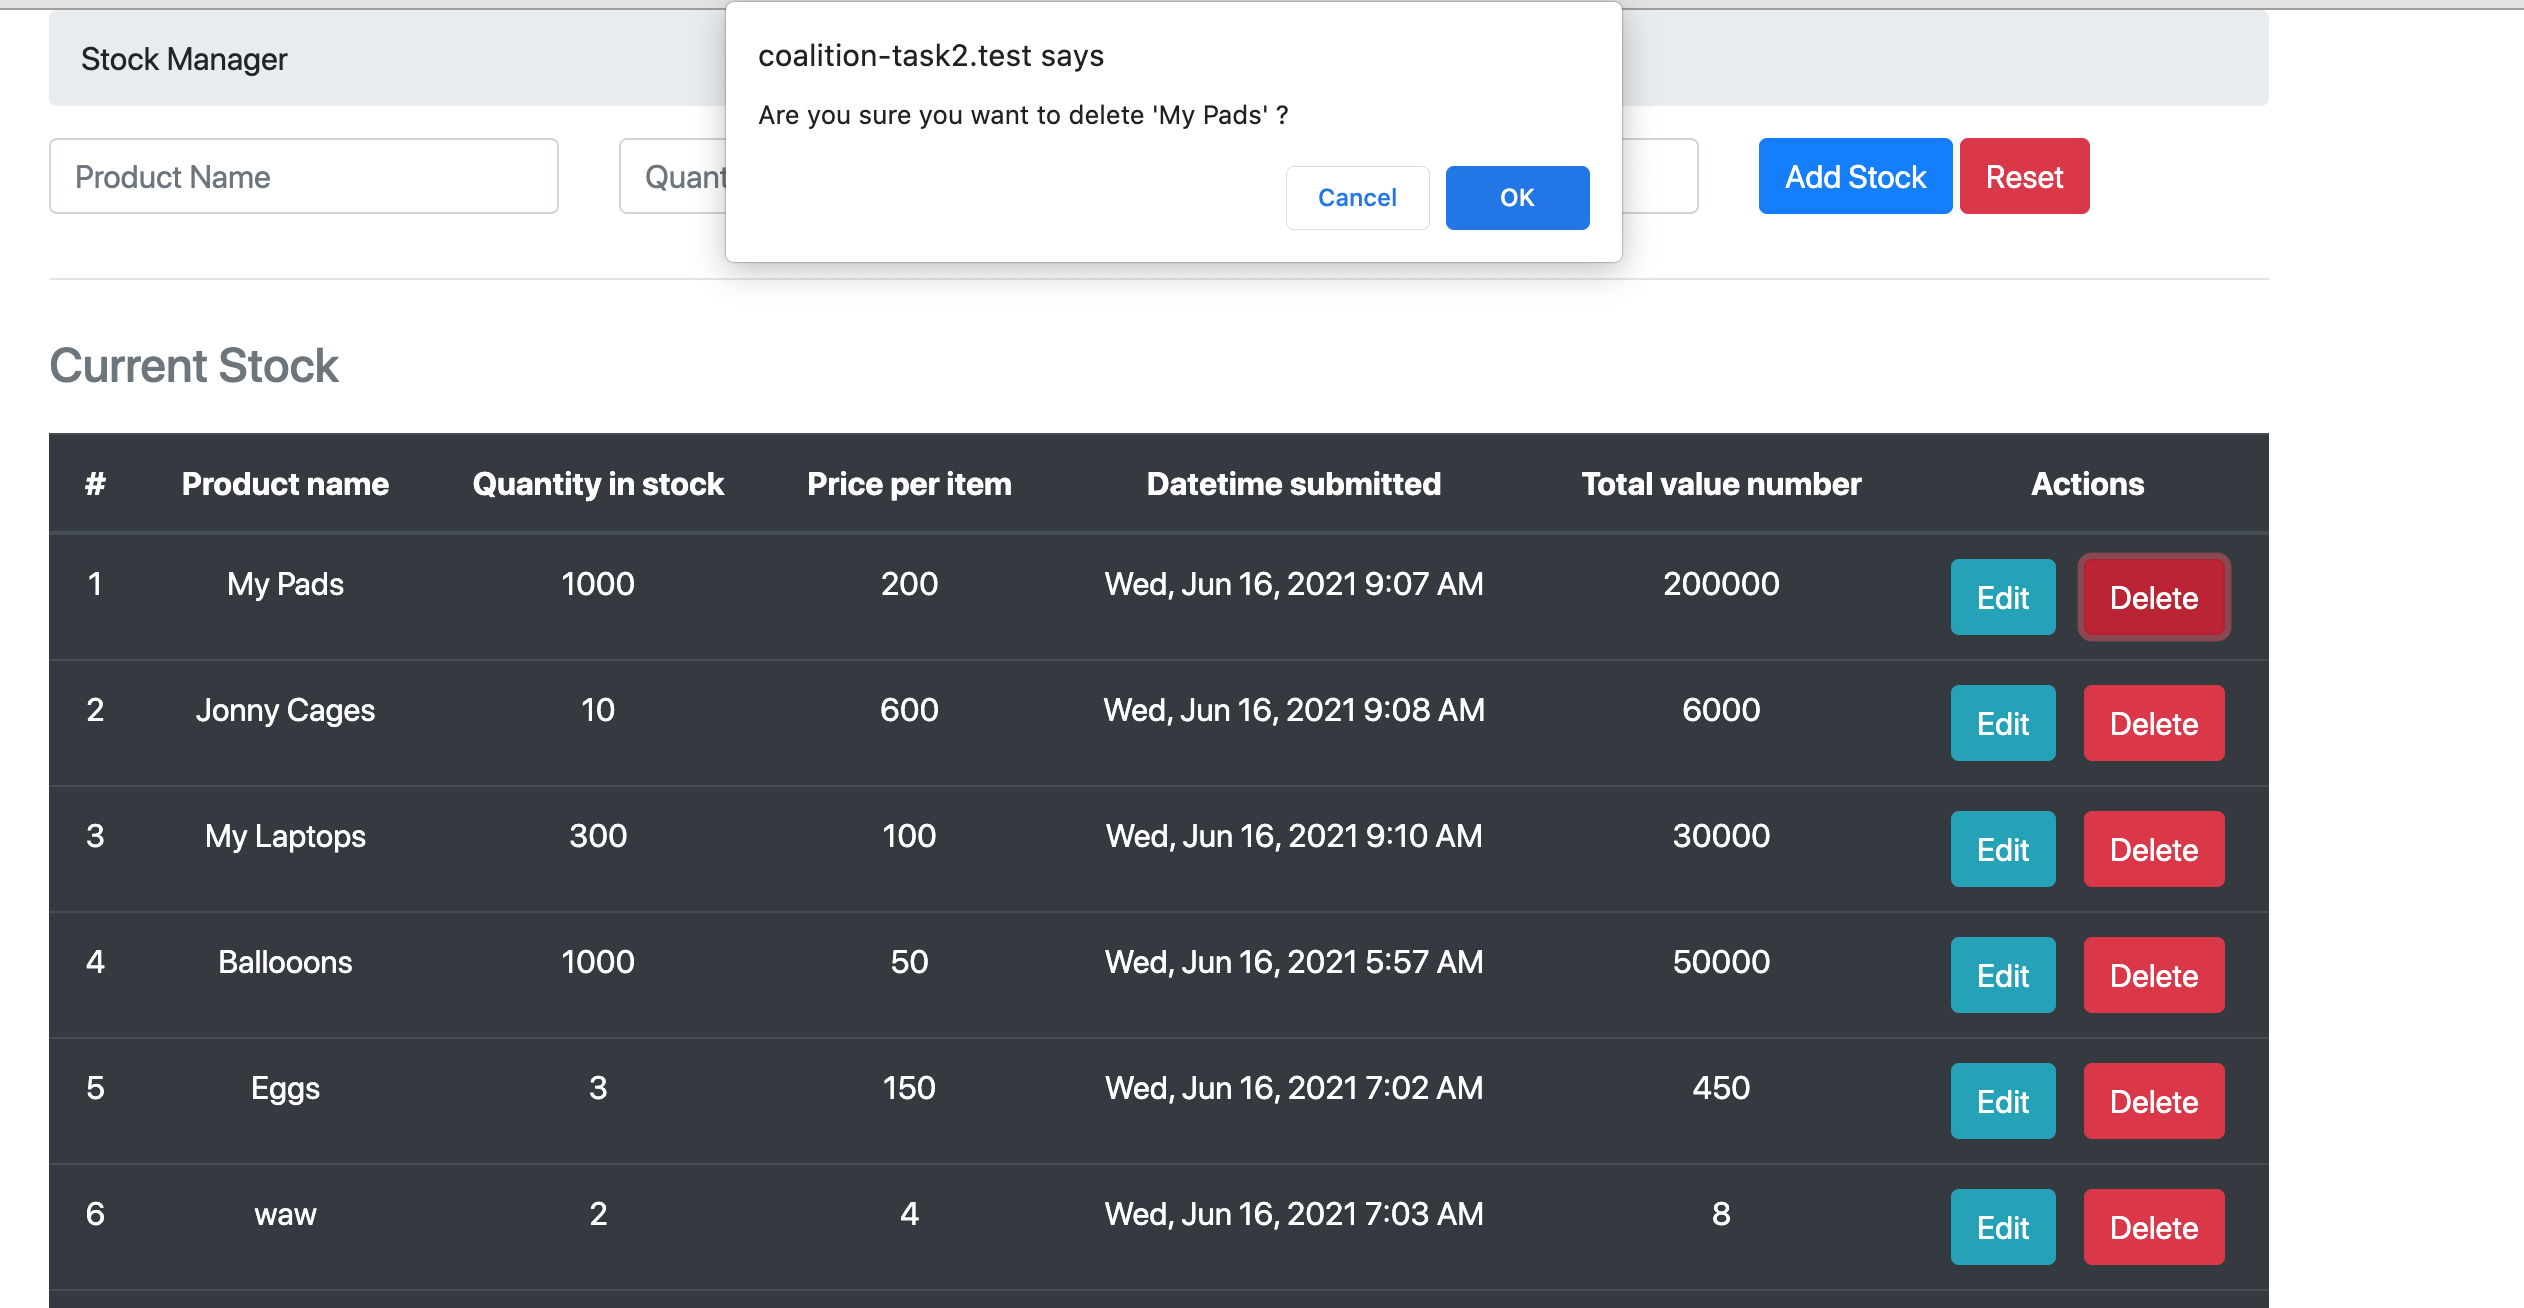 Stock Manager
coalition-task2.test says
Are you sure you want to delete 'My Pads' ?
Cancel OK
Product Name Quant Add Stock Reset
Current Stock
# Product name Quantity in stock Price per item Datetime submitted Total value number Actions
1 My Pads 1000 200 Wed, Jun 16, 2021 9:07 AM 200000 Edit Delete
2 Jonny Cages 10 600 Wed, Jun 16, 2021 9:08 AM 6000 Edit Delete
3 My Laptops 300 100 Wed, Jun 16, 2021 9:10 AM 30000 Edit Delete
4 Ballooons 1000 50 Wed, Jun 16, 2021 5:57 AM 50000 Edit Delete
5 Eggs 3 150 Wed, Jun 16, 2021 7:02 AM 450 Edit Delete
6 waw 2 4 Wed, Jun 16, 2021 7:03 AM 8 Edit Delete